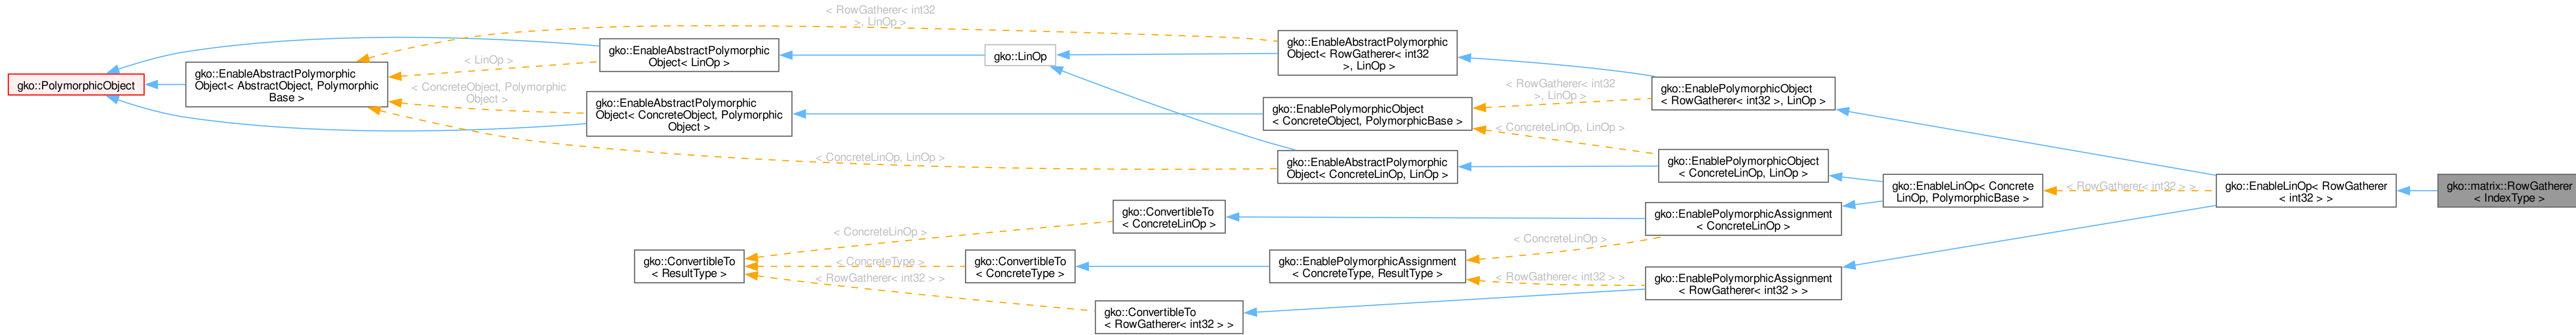 gko::PolymorphicObject
gko::EnableAbstractPolymorphic
Object< AbstractObject, Polymorphic
Base >
< RowGatherer< int32
>, LinOp >
< LinOp >
< ConcreteObject, Polymorphic
Object >
< ConcreteLinOp, LinOp >
gko::EnableAbstractPolymorphic
Object< LinOp >
gko::EnableAbstractPolymorphic
Object< ConcreteObject, Polymorphic
Object >
gko::ConvertibleTo
< ResultType >
< ConcreteLinOp >
< ConcreteType >
< RowGatherer< int32 > >
gko::LinOp
gko::ConvertibleTo
< ConcreteLinOp >
gko::ConvertibleTo
< ConcreteType >
gko::ConvertibleTo
< RowGatherer< int32 > >
gko::EnableAbstractPolymorphic
Object< RowGatherer< int32
>, LinOp >
gko::EnablePolymorphicObject
< ConcreteObject, PolymorphicBase >
gko::EnableAbstractPolymorphic
Object< ConcreteLinOp, LinOp >
gko::EnablePolymorphicAssignment
< ConcreteType, ResultType >
< RowGatherer< int32
>, LinOp >
< ConcreteLinOp, LinOp >
< ConcreteLinOp >
< RowGatherer< int32 > >
gko::EnablePolymorphicObject
< RowGatherer< int32 >, LinOp >
gko::EnablePolymorphicObject
< ConcreteLinOp, LinOp >
gko::EnablePolymorphicAssignment
< ConcreteLinOp >
gko::EnablePolymorphicAssignment
< RowGatherer< int32 > >
gko::EnableLinOp< Concrete
LinOp, PolymorphicBase >
< RowGatherer< int32 > >
gko::EnableLinOp< RowGatherer
< int32 > >
gko::matrix::RowGatherer
< IndexType >